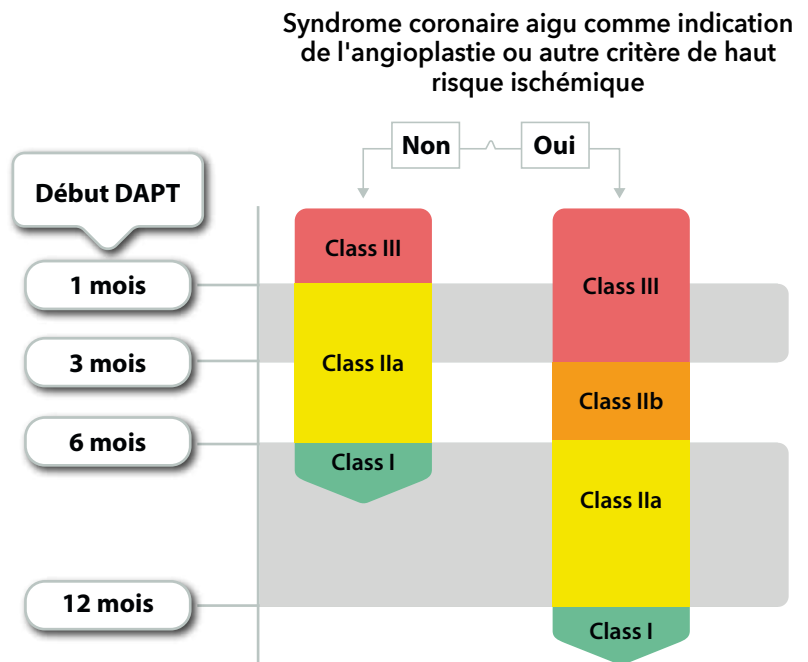 Syndrome coronaire aigu comme indication
de l'angioplastie ou autre critère de haut
risque ischémique
Non
Oui
Début DAPT
1 mois
3 mois
6 mois
12 mois
Class III
Class IIa
Class I
Class III
Class IIb
Class IIa
Class I